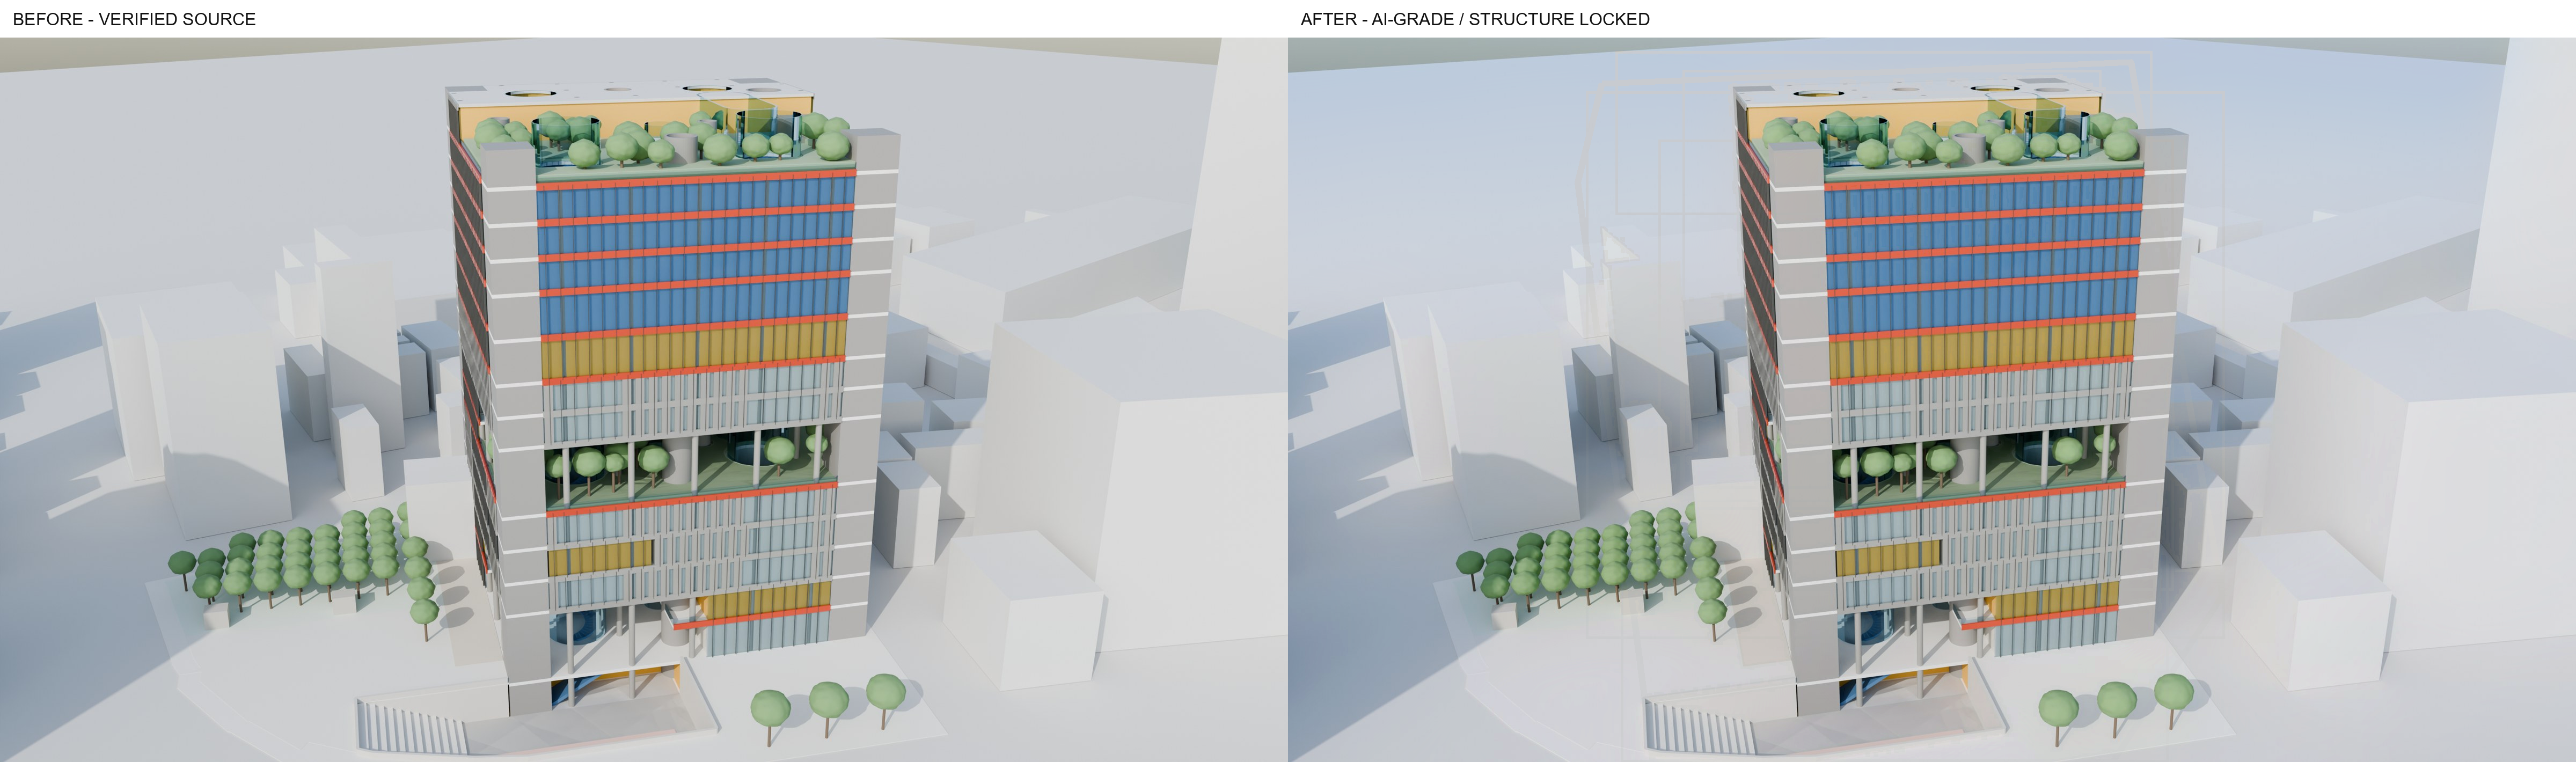 BEFORE - VERIFIED SOURCE
AFTER - AI-GRADE / STRUCTURE LOCKED